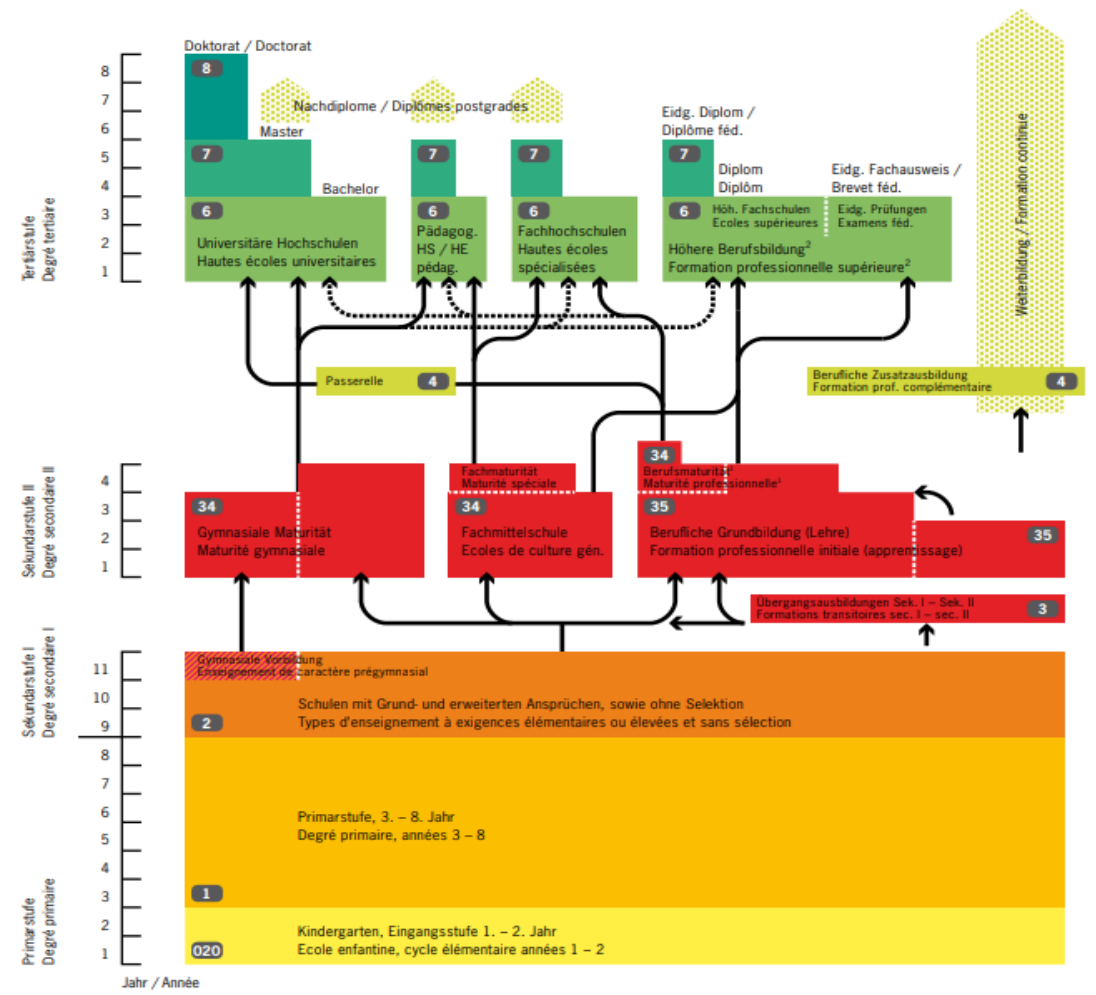 Doktorat / Doctorat
8
Nachdiplome / Diplômes postgrades
Master
Eidg. Diplom /
Diplôme féd.
7
7
7
7
Diplom
Diplôm
Eidg. Fachausweis /
Brevet féd.
Bachelor
6
Universitäre Hochschulen
Hautes écoles universitaires
6
Pädagog.
HS / HE
pédag.
6
Fachhochschulen
Hautes écoles
spécialisées
6
Höh. Fachschulen
Ecoles supérieures
Eidg. Prüfungen
Examens féd.
Höhere Berufsbildung²
Formation professionnelle supérieure²
8
7
6
5
4
3
2
1
Tertiärstufe
Degré tertiaire
Weiterbildung / Formation continue
Passerelle
4
Berufliche Zusatzausbildung
Formation prof. complémentaire
4
4
3
2
1
Sekundarstufe II
Degré secondaire II
34
Gymnasiale Maturität
Maturité gymnasiale
Fachmaturität
Maturité spéciale
34
Fachmittelschule
Ecoles de culture gén.
34
Berufsmaturität¹
Maturité professionnelle¹
35
Berufliche Grundbildung (Lehre)
Formation professionnelle initiale (apprentissage)
35
Übergangsausbildungen Sek. I – Sek. II
Formations transitoires sec. I – sec. II
3
Sekundarstufe I
Degré secondaire I
11
10
9
Gymnasiale Vorbildung
Enseignement de caractère prégymnasial
Schulen mit Grund- und erweiterten Ansprüchen, sowie ohne Selektion
Types d'enseignement à exigences élémentaires ou élevées et sans sélection
2
8
7
6
5
4
3
2
1
Primarstufe
Degré primaire
Primarstufe, 3. – 8. Jahr
Degré primaire, années 3 – 8
1
Kindergarten, Eingangsstufe 1. – 2. Jahr
Ecole enfantine, cycle élémentaire années 1 – 2
020
Jahr / Année